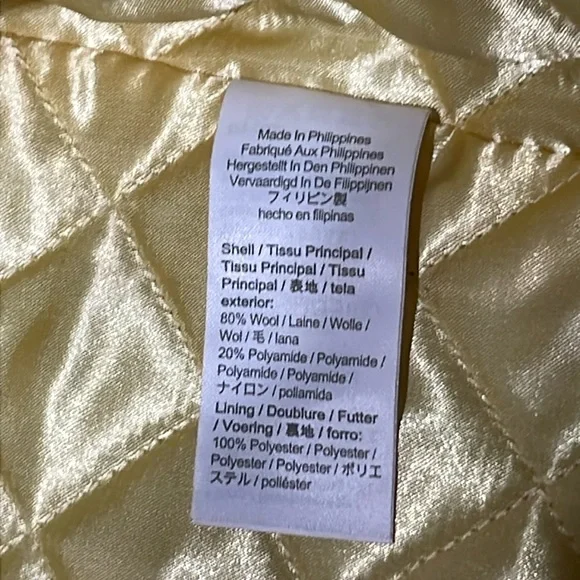 Made In Philippines
Fabriqué Aux Philippines
Hergestellt In Den Philippinen
Vervaardigd In De Filippijnen
フィリピン製
hecho en filipinas
Shell / Tissu Principal /
Tissu Principal / Tissu
Principal / 表地 / tela
exterior:
80% Wool / Laine / Wolle /
Wol / 毛 / lana
20% Polyamide / Polyamide /
Polyamide / Polyamide /
ナイロン / poliamida
Lining / Doublure / Futter
/ Voering / 裏地 / forro:
100% Polyester / Polyester /
Polyester / Polyester / ポリエ
ステル / poliéster